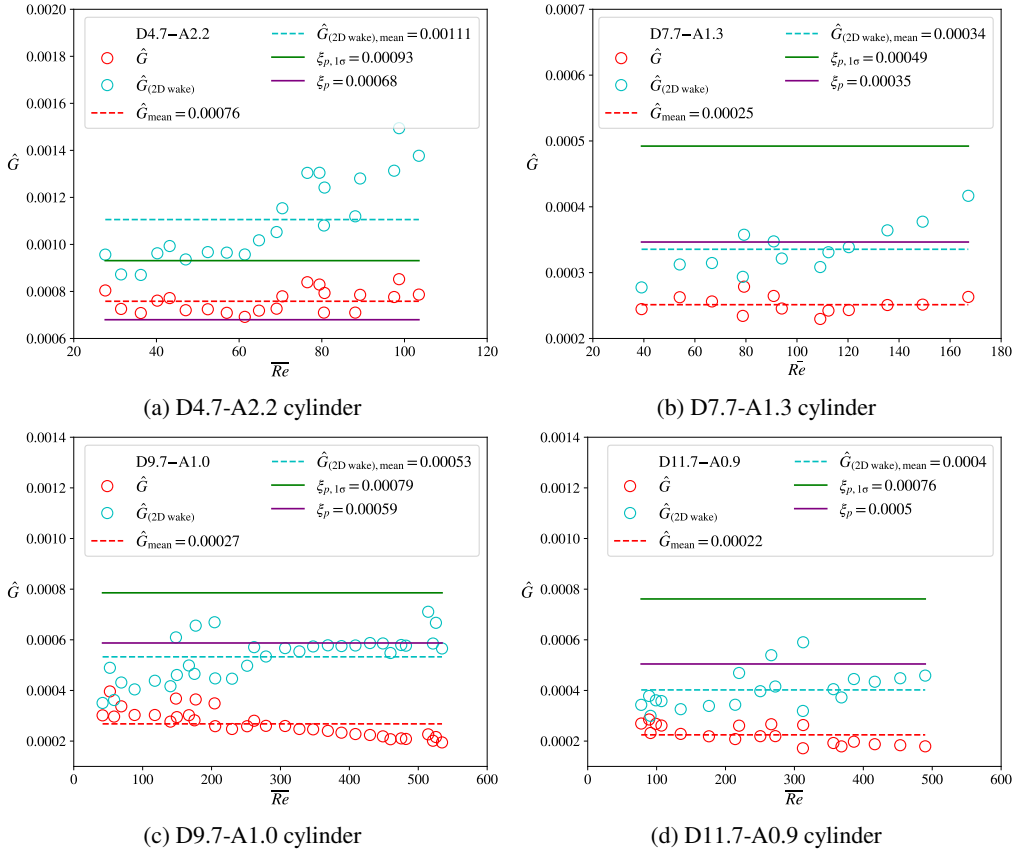 0.0020
0.0018
0.0016
0.0014
0.0012
0.0010
0.0008
0.0006
Ĝ
D4.7−A2.2
Ĝ
Ĝ(2D wake)
Ĝmean = 0.00076
Ĝ(2D wake), mean = 0.00111
ξp, 1σ = 0.00093
ξp = 0.00068
20 40 60 80 100 120
R̅e̅
(a) D4.7-A2.2 cylinder
0.0007
0.0006
0.0005
0.0004
0.0003
0.0002
Ĝ
D7.7−A1.3
Ĝ
Ĝ(2D wake)
Ĝmean = 0.00025
Ĝ(2D wake), mean = 0.00034
ξp, 1σ = 0.00049
ξp = 0.00035
20 40 60 80 100 120 140 160 180
R̅e̅
(b) D7.7-A1.3 cylinder
0.0014
0.0012
0.0010
0.0008
0.0006
0.0004
0.0002
Ĝ
D9.7−A1.0
Ĝ
Ĝ(2D wake)
Ĝmean = 0.00027
Ĝ(2D wake), mean = 0.00053
ξp, 1σ = 0.00079
ξp = 0.00059
0 100 200 300 400 500 600
R̅e̅
(c) D9.7-A1.0 cylinder
0.0014
0.0012
0.0010
0.0008
0.0006
0.0004
0.0002
Ĝ
D11.7−A0.9
Ĝ
Ĝ(2D wake)
Ĝmean = 0.00022
Ĝ(2D wake), mean = 0.0004
ξp, 1σ = 0.00076
ξp = 0.0005
0 100 200 300 400 500 600
R̅e̅
(d) D11.7-A0.9 cylinder